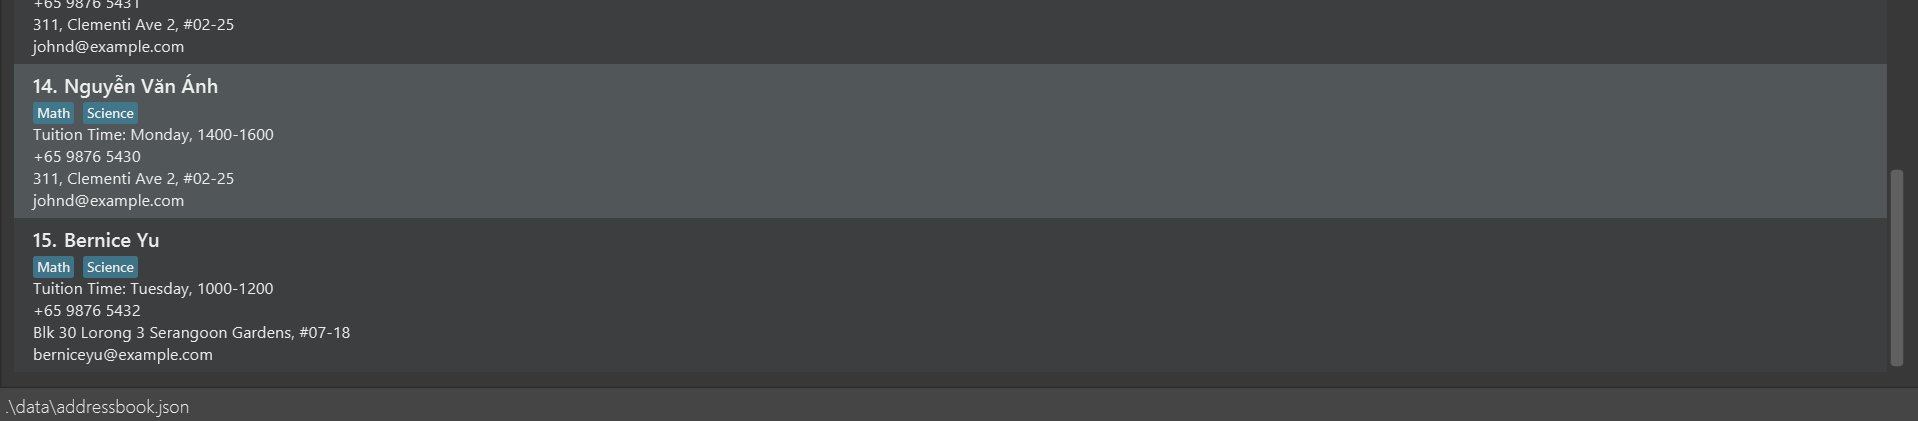 +65 9876 5431
311, Clementi Ave 2, #02-25
johnd@example.com
14. Nguyễn Văn Ánh
Math Science
Tuition Time: Monday, 1400-1600
+65 9876 5430
311, Clementi Ave 2, #02-25
johnd@example.com
15. Bernice Yu
Math Science
Tuition Time: Tuesday, 1000-1200
+65 9876 5432
Blk 30 Lorong 3 Serangoon Gardens, #07-18
berniceyu@example.com
.\data\addressbook.json